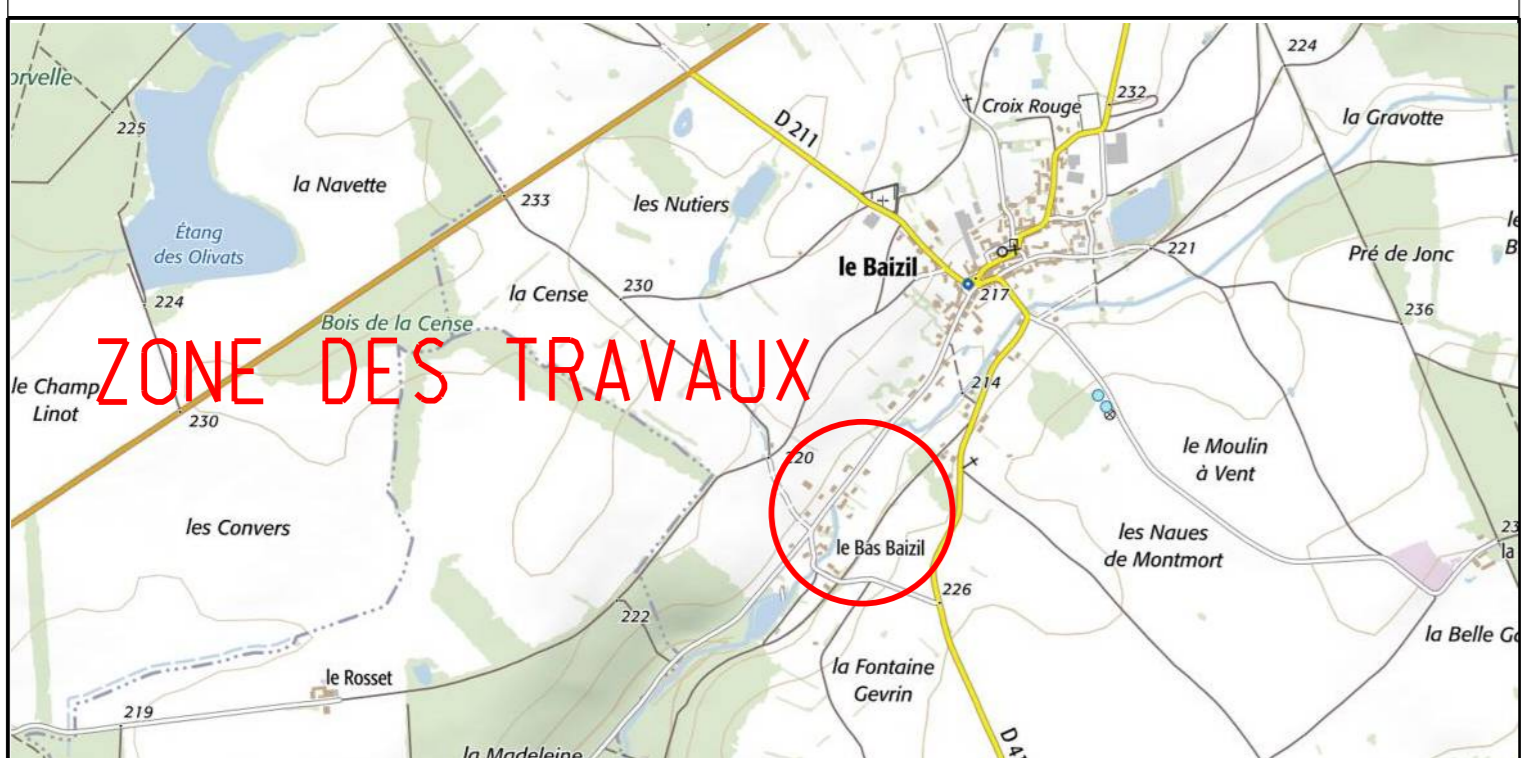 224
232
Croix Rouge
la Gravotte
225
D 211
la Navette
233
les Nutiers
Étang
des Olivats
221
Pré de Jonc
le Baizil
217
224
la Cense
230
236
Bois de la Cense
ZONE DES TRAVAUX
le Champ
Linot
230
214
220
le Moulin
à Vent
les Convers
le Bas Baizil
les Naues
de Montmort
226
222
la Belle
la Fontaine
Gevrin
le Rosset
219
la Madeleine